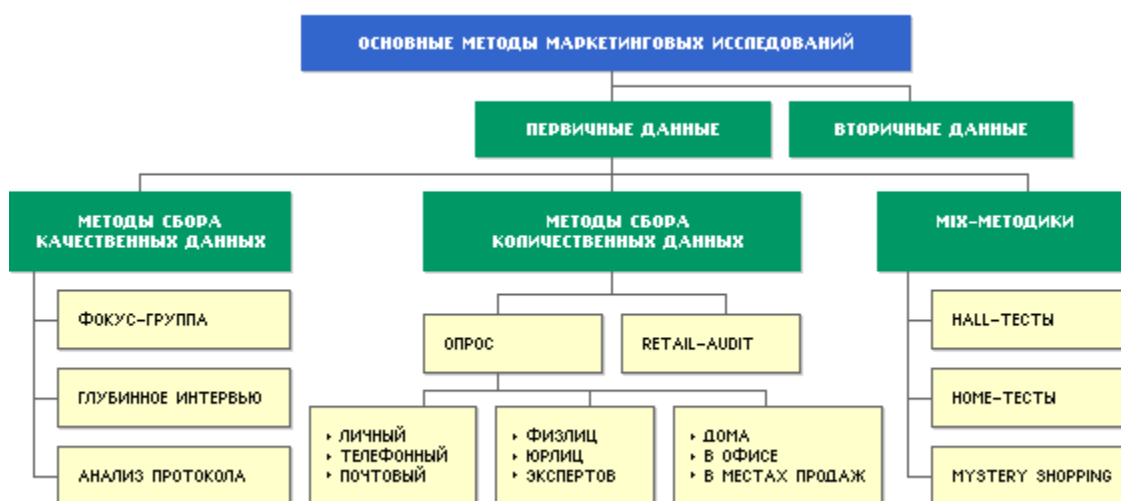 ОСНОВНЫЕ МЕТОДЫ МАРКЕТИНГОВЫХ ИССЛЕДОВАНИЙ
ПЕРВИЧНЫЕ ДАННЫЕ
ВТОРИЧНЫЕ ДАННЫЕ
МЕТОДЫ СБОРА
КАЧЕСТВЕННЫХ ДАННЫХ
МЕТОДЫ СБОРА
КОЛИЧЕСТВЕННЫХ ДАННЫХ
MIX-МЕТОДИКИ
ФОКУС-ГРУППА
ГЛУБИННОЕ ИНТЕРВЬЮ
АНАЛИЗ ПРОТОКОЛА
ОПРОС
RETAIL-AUDIT
‣ ЛИЧНЫЙ
‣ ТЕЛЕФОННЫЙ
‣ ПОЧТОВЫЙ
‣ ФИЗЛИЦ
‣ ЮРЛИЦ
‣ ЭКСПЕРТОВ
‣ ДОМА
‣ В ОФИСЕ
‣ В МЕСТАХ ПРОДАЖ
HALL-ТЕСТЫ
HOME-ТЕСТЫ
MYSTERY SHOPPING